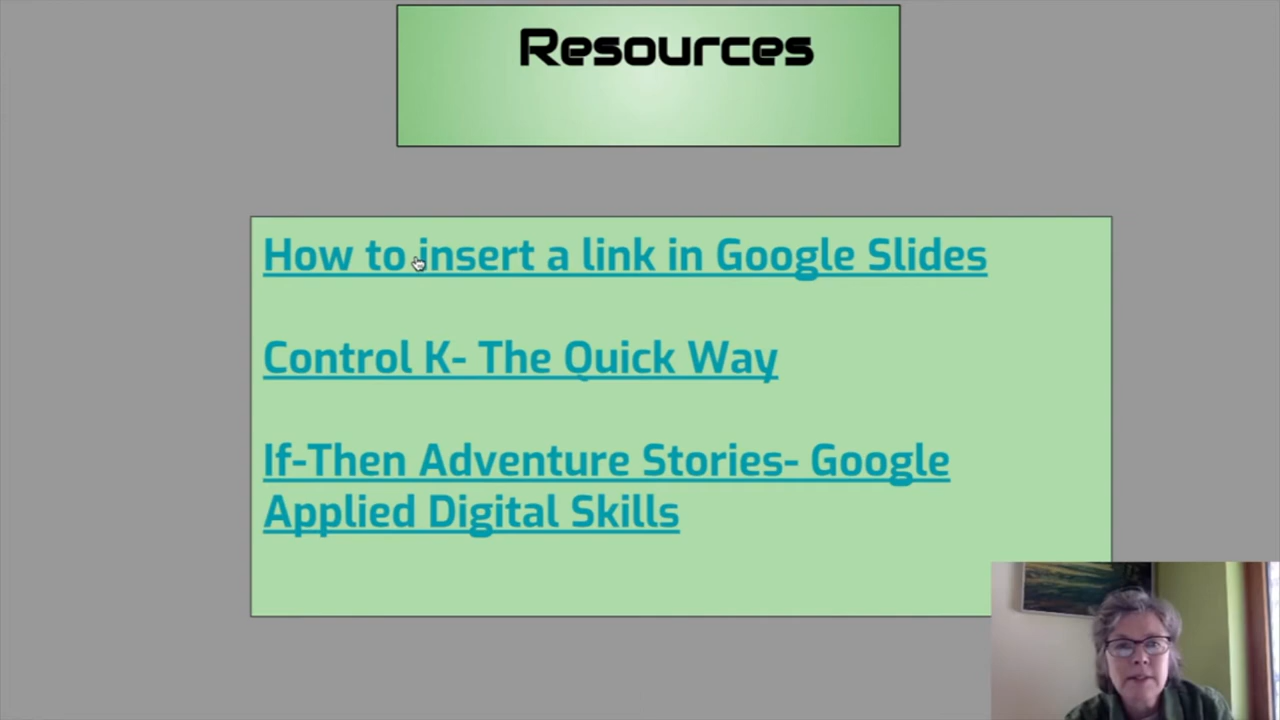 Resources
How to insert a link in Google Slides
Control K- The Quick Way
If-Then Adventure Stories- Google
Applied Digital Skills